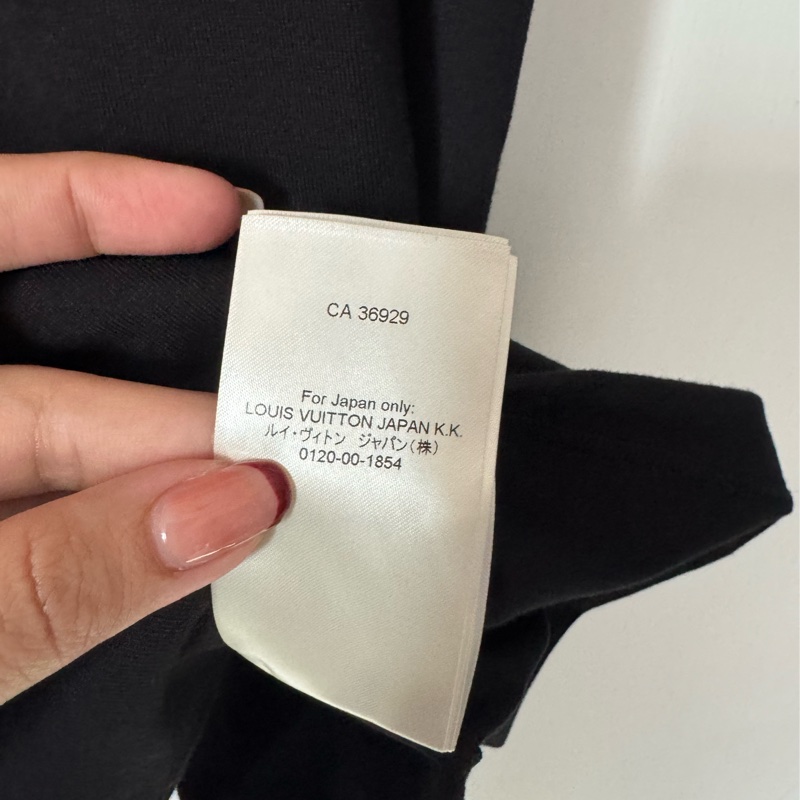 CA 36929
For Japan only:
LOUIS VUITTON JAPAN K.K.
ルイ・ヴィトン ジャパン(株)
0120-00-1854